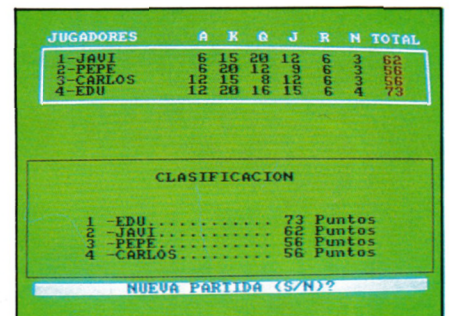 JUGADORES A K Q J R N TOTAL
1-JAVI 6 15 20 12 6 3 62
2-PEPE 6 20 12 9 6 3 56
3-CARLOS 12 15 8 12 6 3 56
4-EDU 12 20 16 15 6 4 73
CLASIFICACION
1 -EDU............ 73 Puntos
2 -JAVI........... 62 Puntos
3 -PEPE........... 56 Puntos
4 -CARLOS......... 56 Puntos
NUEVA PARTIDA (S/N)?